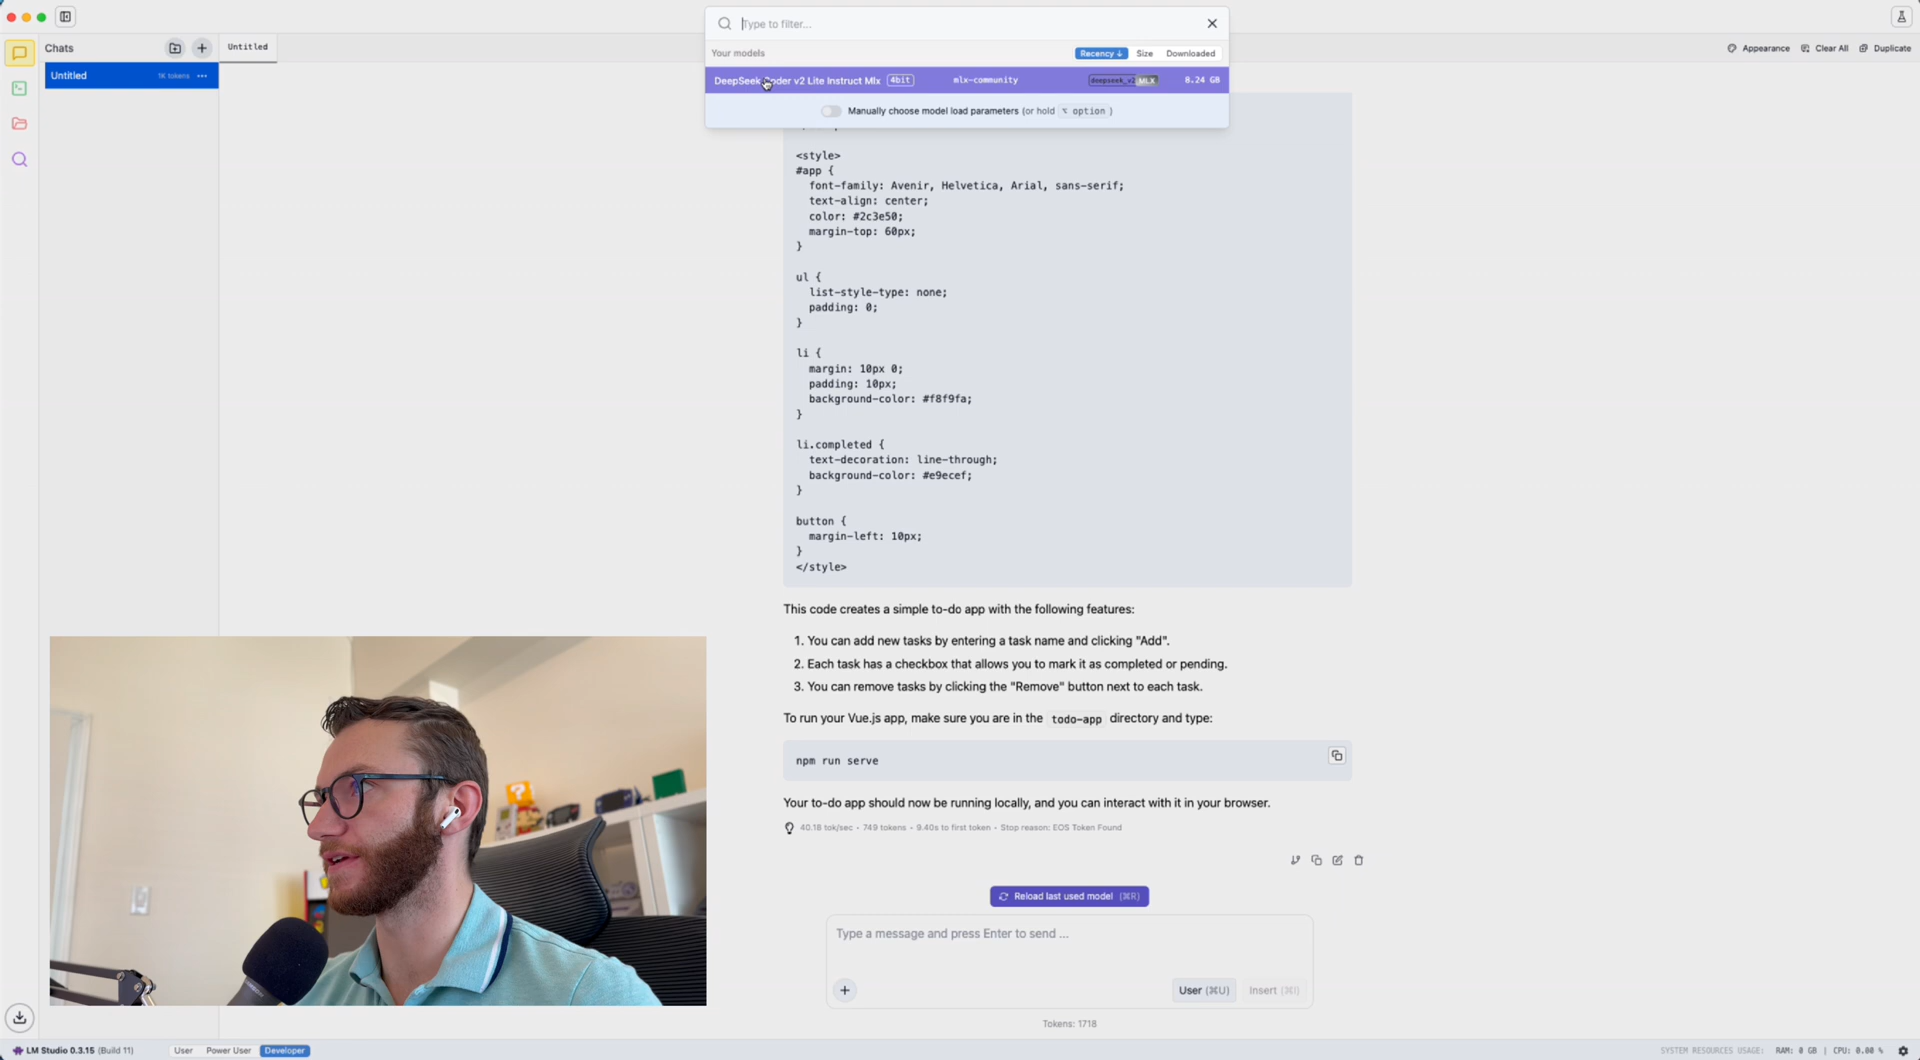 Type to filter...
Chats
Untitled
Appearance
Clear All
Duplicate
Your models
Recency ↓
Size
Downloaded
Untitled
1K tokens
DeepSeek Coder v2 Lite Instruct Mlx
4bit
mlx-community
deepseek_v2
MLX
8.24 GB
Manually choose model load parameters (or hold ⌥ option )
<style>
#app {
font-family: Avenir, Helvetica, Arial, sans-serif;
text-align: center;
color: #2c3e50;
margin-top: 60px;
}
ul {
list-style-type: none;
padding: 0;
}
li {
margin: 10px 0;
padding: 10px;
background-color: #f8f9fa;
}
li.completed {
text-decoration: line-through;
background-color: #e9ecef;
}
button {
margin-left: 10px;
}
</style>
This code creates a simple to-do app with the following features:
1. You can add new tasks by entering a task name and clicking "Add".
2. Each task has a checkbox that allows you to mark it as completed or pending.
3. You can remove tasks by clicking the "Remove" button next to each task.
To run your Vue.js app, make sure you are in the todo-app directory and type:
npm run serve
Your to-do app should now be running locally, and you can interact with it in your browser.
40.18 tok/sec • 749 tokens • 9.40s to first token • Stop reason: EOS Token Found
Reload last used model (⌘R)
Type a message and press Enter to send ...
User (⌘U)
Insert (⌘I)
Tokens: 1718
LM Studio 0.3.15 (Build 11)
User
Power User
Developer
SYSTEM RESOURCES USAGE: RAM: 0 GB | CPU: 0.00 %